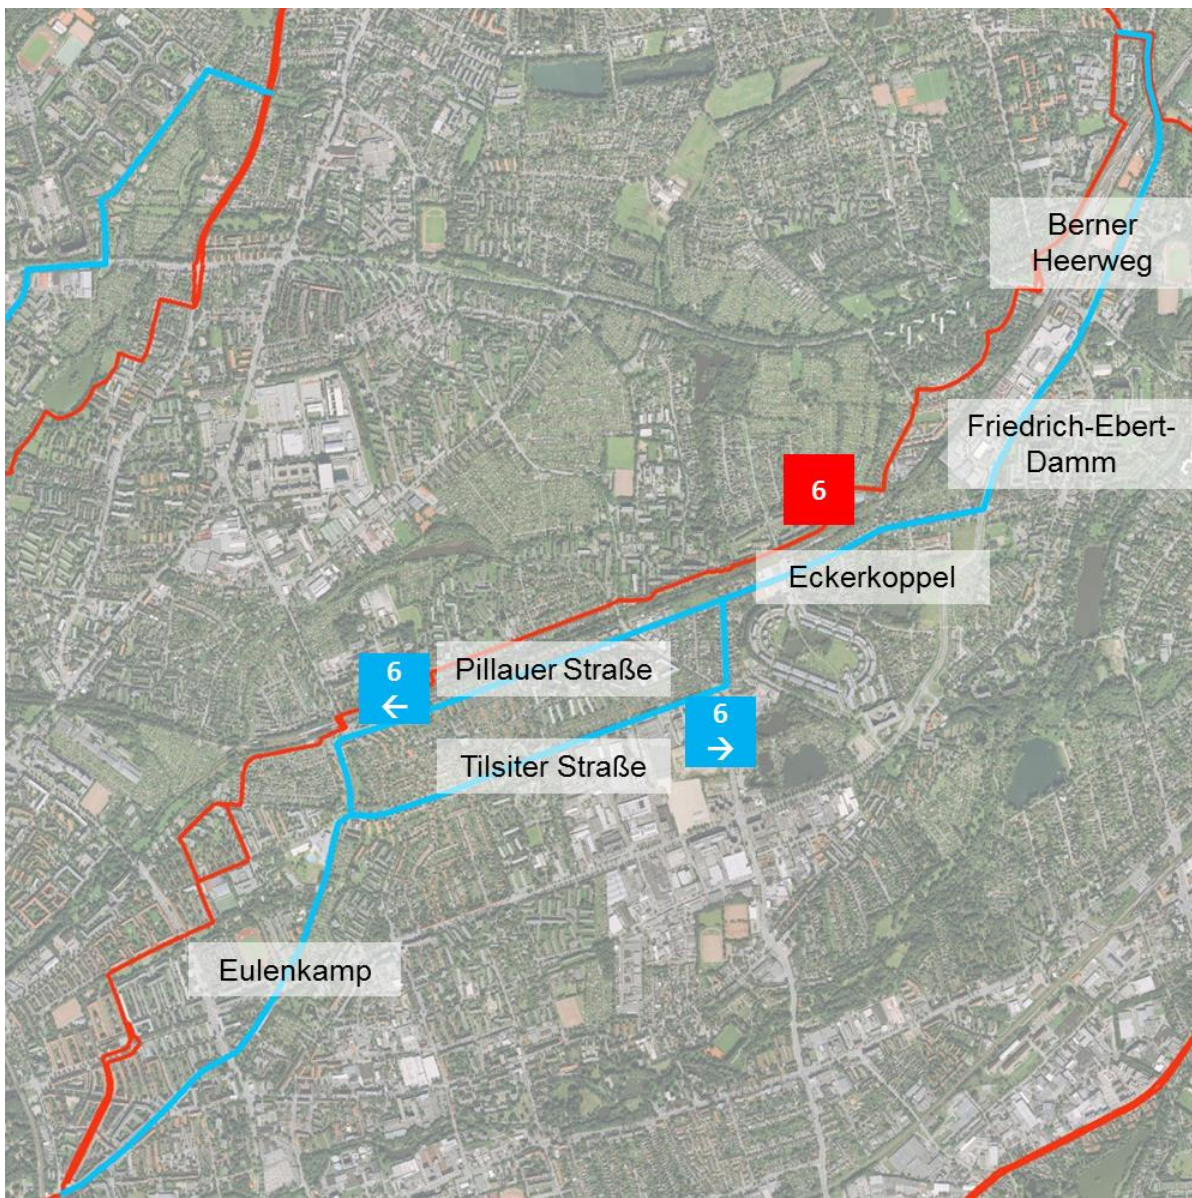 Berner
Heerweg
Friedrich-Ebert-
Damm
6
Eckerkoppel
6
←
Pillauer Straße
6
→
Tilsiter Straße
Eulenkamp